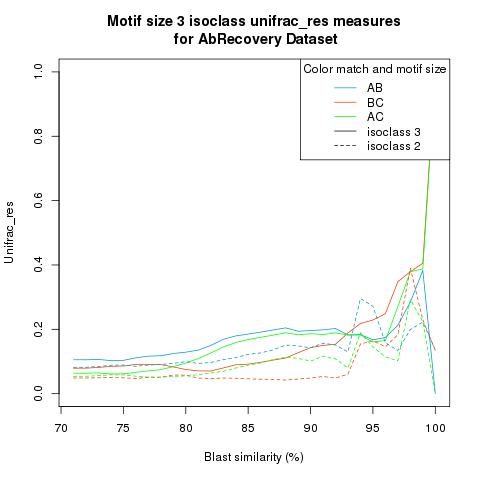 Motif size 3 isoclass unifrac_res measures
for AbRecovery Dataset
Color match and motif size
AB
BC
AC
isoclass 3
isoclass 2
Unifrac_res
1.0
0.8
0.6
0.4
0.2
0.0
70 75 80 85 90 95 100
Blast similarity (%)